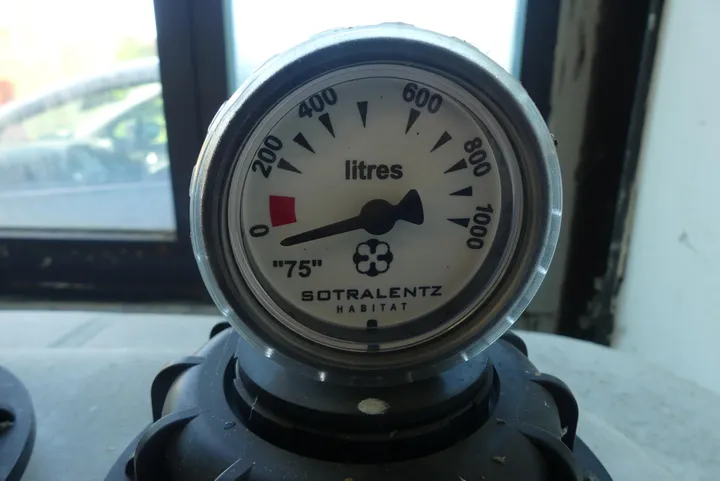 400
600
200
800
litres
0
1000
"75"
SOTRALENTZ
HABITAT